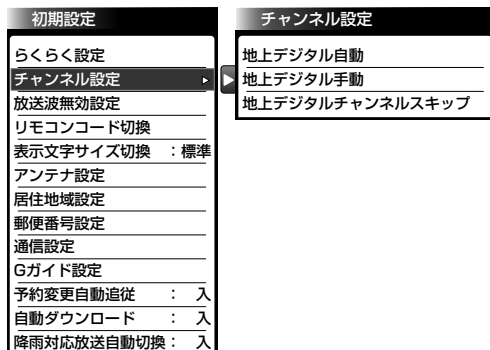 初期設定
らくらく設定
チャンネル設定
放送波無効設定
リモコンコード切換
表示文字サイズ切換 ：標準
アンテナ設定
居住地域設定
郵便番号設定
通信設定
Gガイド設定
予約変更自動追従 ： 入
自動ダウンロード ： 入
降雨対応放送自動切換： 入
チャンネル設定
地上デジタル自動
地上デジタル手動
地上デジタルチャンネルスキップ